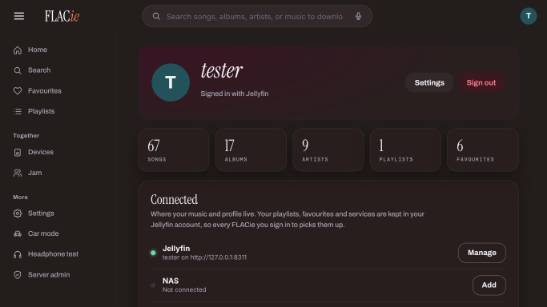 FLACie
Search songs, albums, artists, or music to downlo
T
Home
Search
Favourites
Playlists
Together
Devices
Jam
More
Settings
Car mode
Headphone test
Server admin
T
tester
Signed in with Jellyfin
Settings
Sign out
67
SONGS
17
ALBUMS
9
ARTISTS
1
PLAYLISTS
6
FAVOURITES
Connected
Where your music and profile live. Your playlists, favourites and services are kept in your
Jellyfin account, so every FLACie you sign in to picks them up.
Jellyfin
tester on http://127.0.0.1:8311
Manage
NAS
Not connected
Add